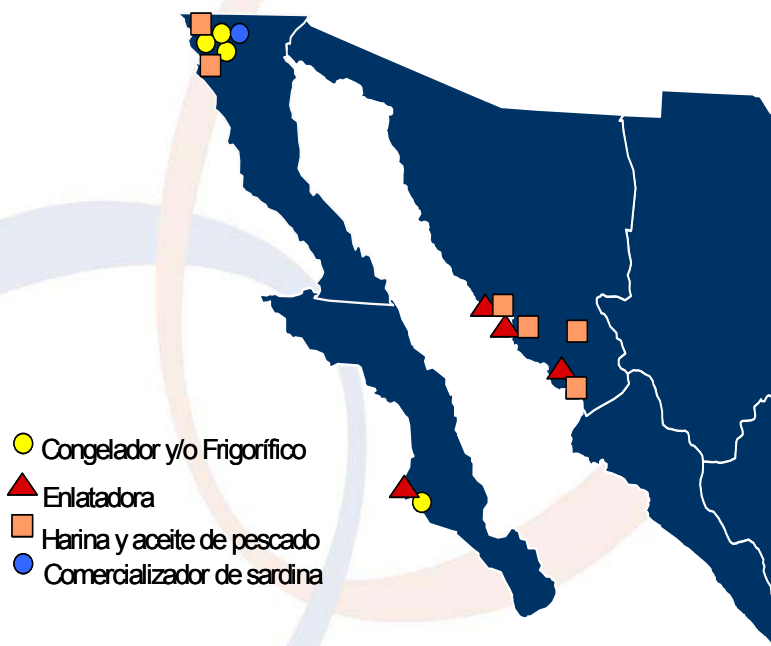 Congelador y/o Frigorífico
Enlatadora
Harina y aceite de pescado
Comercializador de sardina